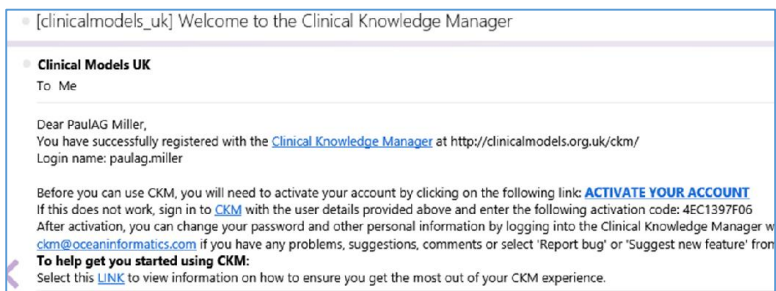 [clinicalmodels_uk] Welcome to the Clinical Knowledge Manager
Clinical Models UK
To Me
Dear PaulAG Miller,
You have successfully registered with the Clinical Knowledge Manager at http://clinicalmodels.org.uk/ckm/
Login name: paulag.miller
Before you can use CKM, you will need to activate your account by clicking on the following link: ACTIVATE YOUR ACCOUNT
If this does not work, sign in to CKM with the user details provided above and enter the following activation code: 4EC1397F06
After activation, you can change your password and other personal information by logging into the Clinical Knowledge Manager w
ckm@oceaninformatics.com if you have any problems, suggestions, comments or select 'Report bug' or 'Suggest new feature' from
To help get you started using CKM:
Select this LINK to view information on how to ensure you get the most out of your CKM experience.